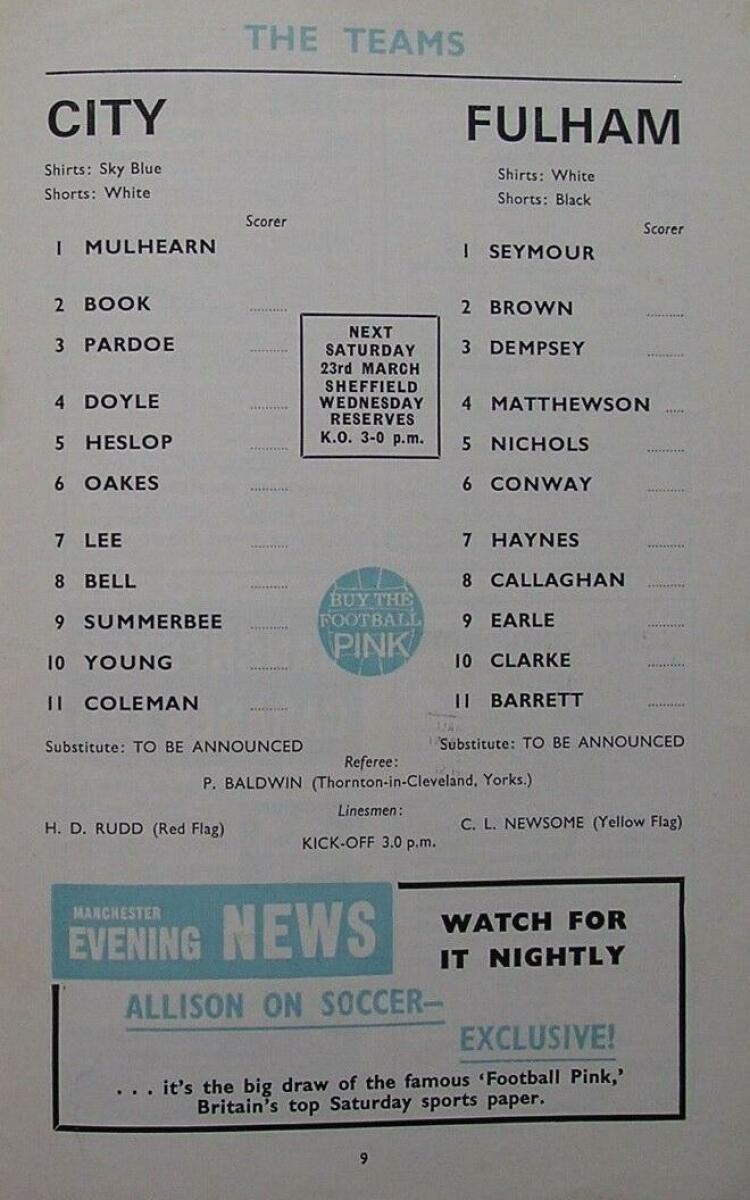 THE TEAMS
CITY
Shirts: Sky Blue
Shorts: White
Scorer
1 MULHEARN
2 BOOK ..........
3 PARDOE ..........
4 DOYLE ..........
5 HESLOP ..........
6 OAKES ..........
7 LEE ..........
8 BELL ..........
9 SUMMERBEE ..........
10 YOUNG ..........
11 COLEMAN ..........
Substitute: TO BE ANNOUNCED
NEXT
SATURDAY
23rd MARCH
SHEFFIELD
WEDNESDAY
RESERVES
K.O. 3-0 p.m.
BUY THE
FOOTBALL
PINK
FULHAM
Shirts: White
Shorts: Black
Scorer
1 SEYMOUR
2 BROWN ..........
3 DEMPSEY ..........
4 MATTHEWSON .....
5 NICHOLS ..........
6 CONWAY ..........
7 HAYNES ..........
8 CALLAGHAN ..........
9 EARLE ..........
10 CLARKE ..........
11 BARRETT ..........
Substitute: TO BE ANNOUNCED
Referee:
P. BALDWIN (Thornton-in-Cleveland, Yorks.)
Linesmen:
H. D. RUDD (Red Flag)
C. L. NEWSOME (Yellow Flag)
KICK-OFF 3.0 p.m.
MANCHESTER
EVENING NEWS
WATCH FOR
IT NIGHTLY
ALLISON ON SOCCER—
EXCLUSIVE!
. . . it's the big draw of the famous 'Football Pink,'
Britain's top Saturday sports paper.
9